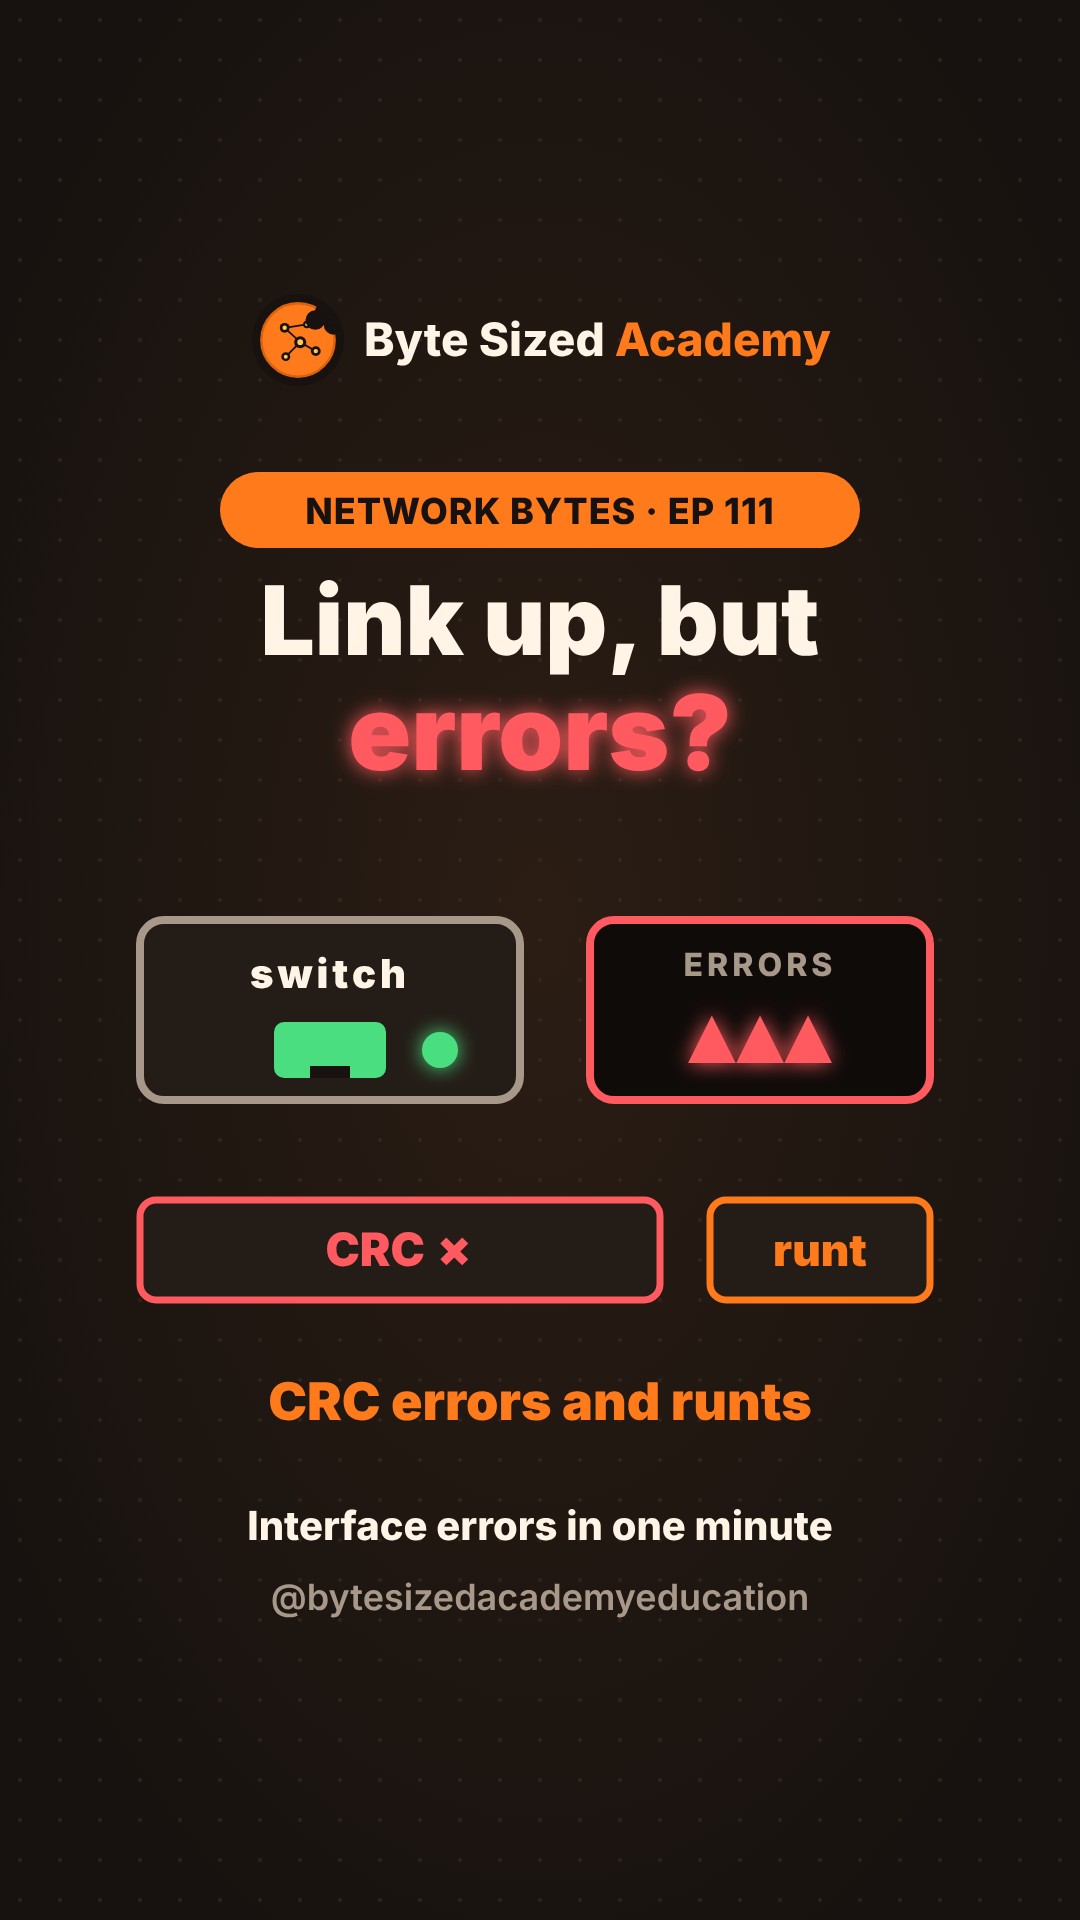 Byte Sized Academy
NETWORK BYTES · EP 111
Link up, but
errors?
switch
ERRORS
CRC ×
runt
CRC errors and runts
Interface errors in one minute
@bytesizedacademyeducation